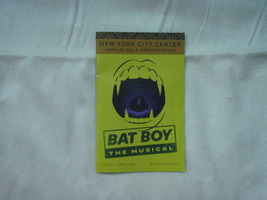 NEW YORK CITY CENTER
ANNUAL GALA PRESENTATION
BAT BOY
THE MUSICAL